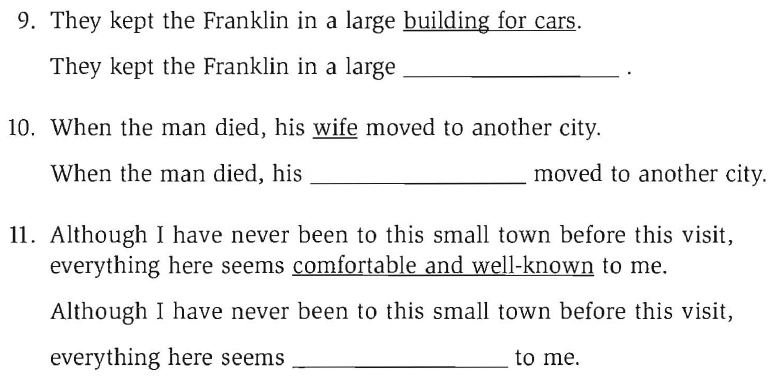 9. They kept the Franklin in a large building for cars.
They kept the Franklin in a large ____________________ .
10. When the man died, his wife moved to another city.
When the man died, his ____________________ moved to another city.
11. Although I have never been to this small town before this visit,
everything here seems comfortable and well-known to me.
Although I have never been to this small town before this visit,
everything here seems ____________________ to me.